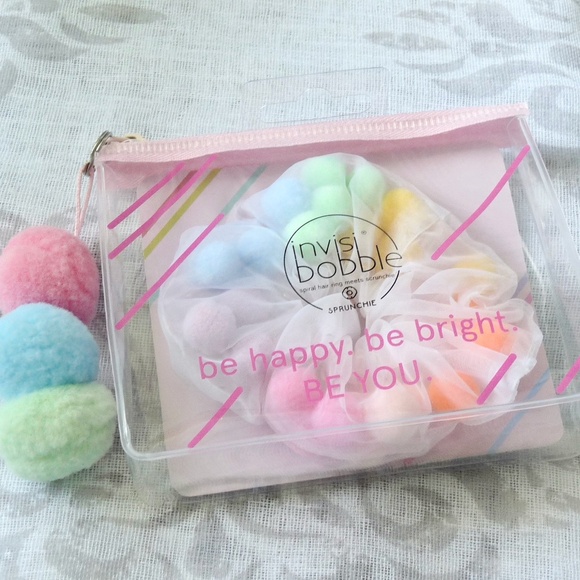 invisi
bobble
spiral hair ring meets scrunchie
SPRUNCHIE
be happy. be bright.
BE YOU.